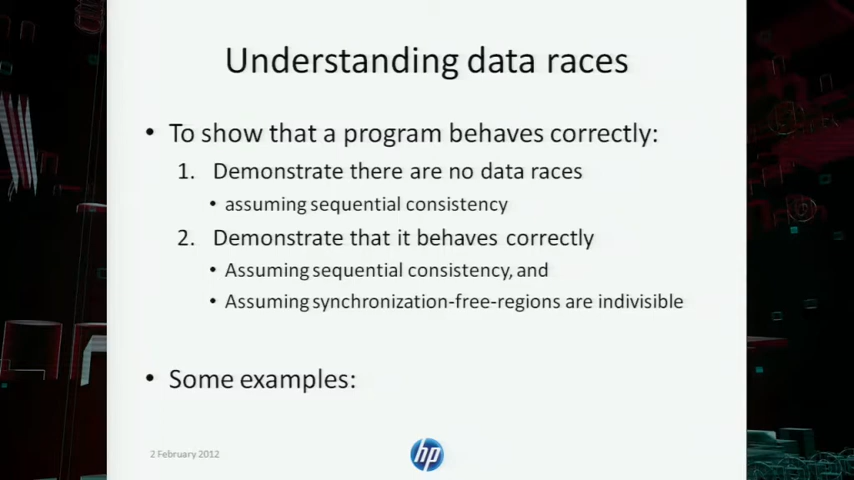 Understanding data races
• To show that a program behaves correctly:
1. Demonstrate there are no data races
• assuming sequential consistency
2. Demonstrate that it behaves correctly
• Assuming sequential consistency, and
• Assuming synchronization-free-regions are indivisible
• Some examples:
2 February 2012
hp